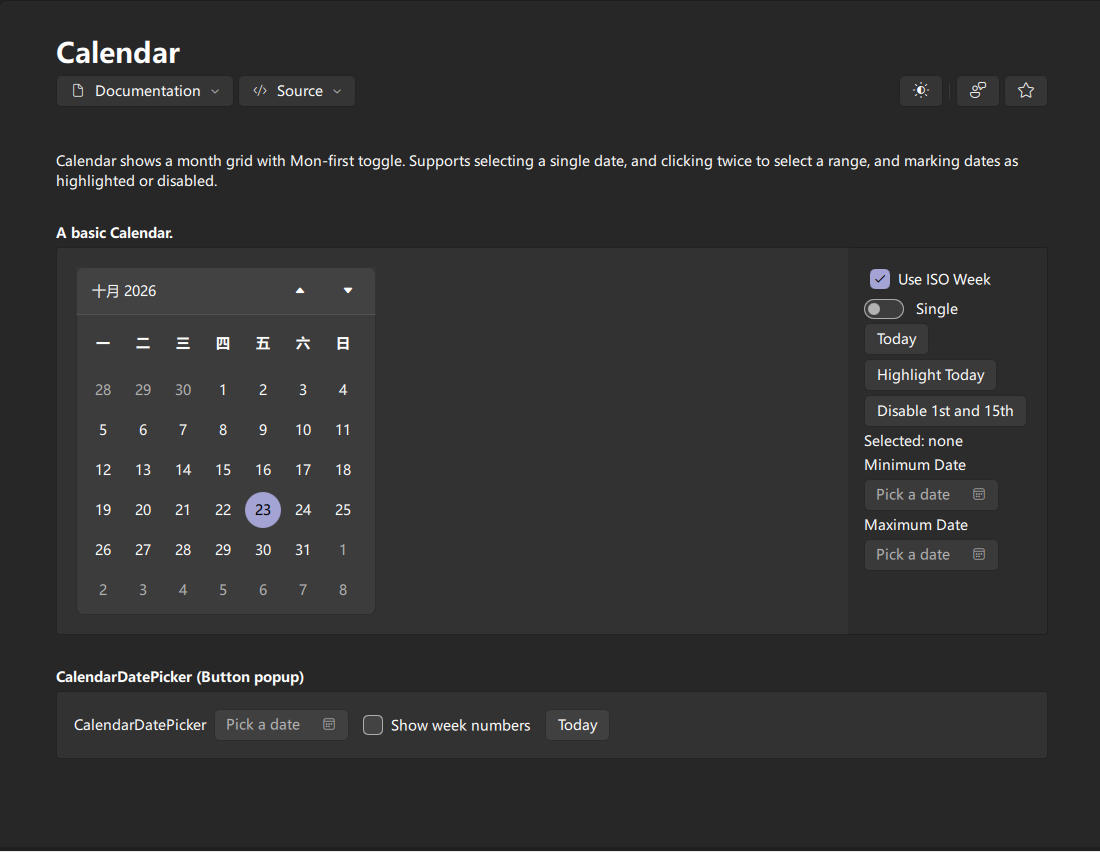 Calendar
Documentation
Source
Calendar shows a month grid with Mon-first toggle. Supports selecting a single date, and clicking twice to select a range, and marking dates as
highlighted or disabled.
A basic Calendar.
十月 2026
一 二 三 四 五 六 日
28 29 30 1 2 3 4
5 6 7 8 9 10 11
12 13 14 15 16 17 18
19 20 21 22 23 24 25
26 27 28 29 30 31 1
2 3 4 5 6 7 8
Use ISO Week
Single
Today
Highlight Today
Disable 1st and 15th
Selected: none
Minimum Date
Pick a date
Maximum Date
Pick a date
CalendarDatePicker (Button popup)
CalendarDatePicker Pick a date Show week numbers Today